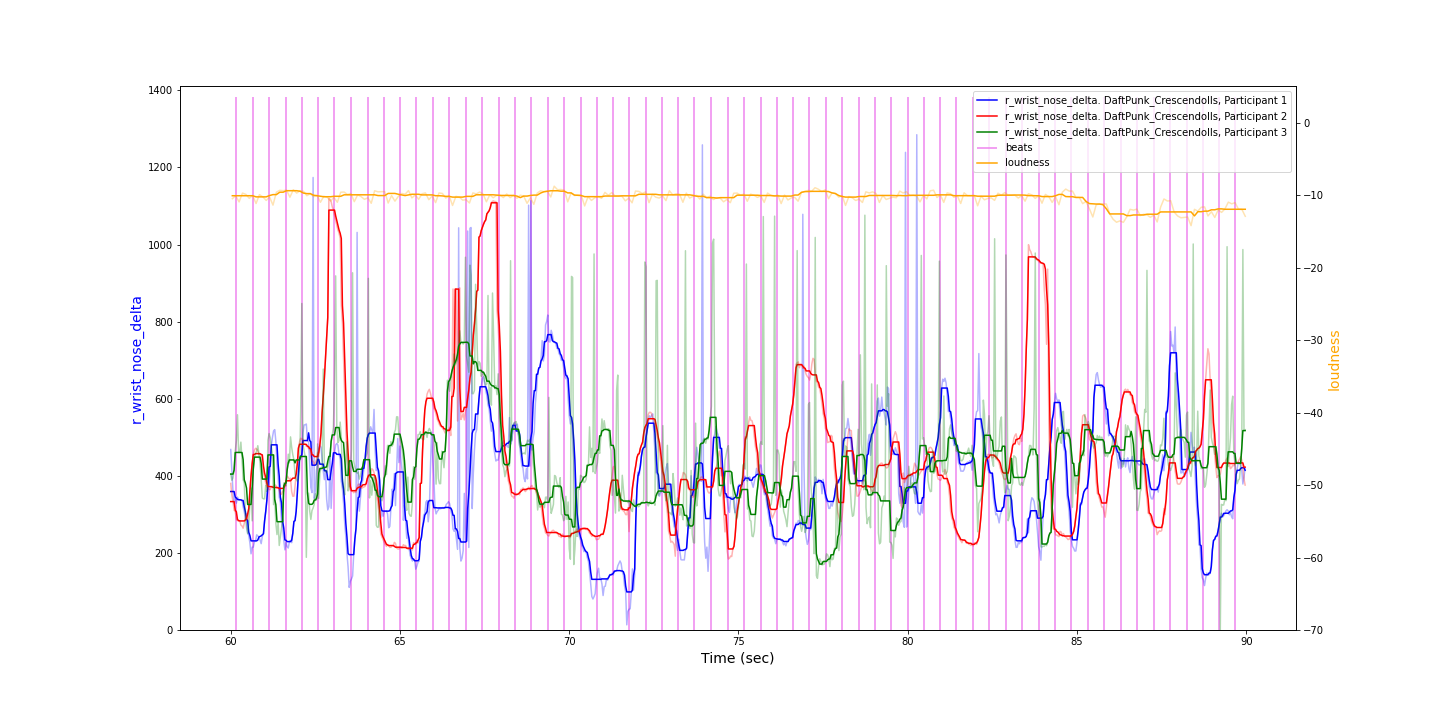 1400
1200
1000
800
600
400
200
0
r_wrist_nose_delta
r_wrist_nose_delta. DaftPunk_Crescendolls, Participant 1
r_wrist_nose_delta. DaftPunk_Crescendolls, Participant 2
r_wrist_nose_delta. DaftPunk_Crescendolls, Participant 3
beats
loudness
0
−10
−20
−30
−40
−50
−60
−70
loudness
60
65
70
75
80
85
90
Time (sec)